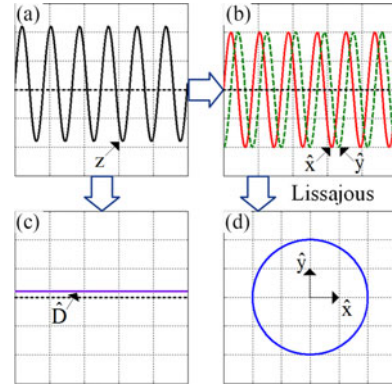 (a)
(b)
z
x̂
ŷ
Lissajous
(c)
(d)
D̂
ŷ
x̂